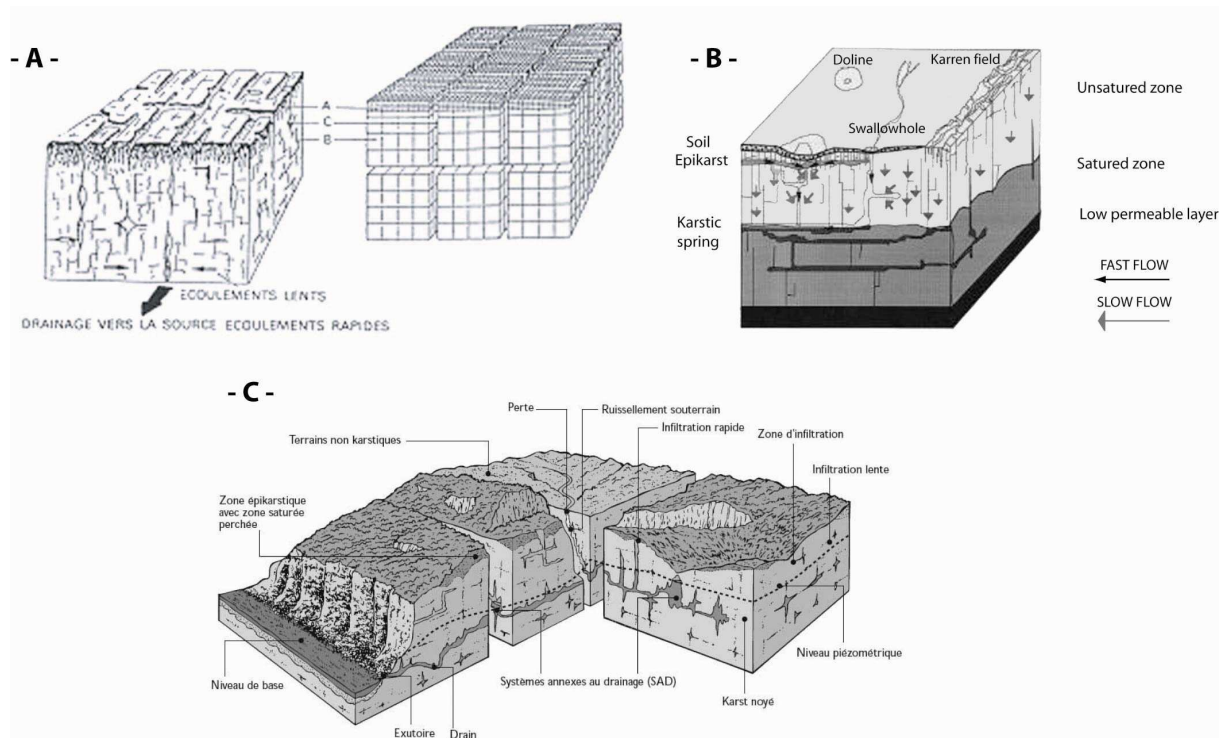 - A -
A
C
B
ECOULEMENTS LENTS
DRAINAGE VERS LA SOURCE ECOULEMENTS RAPIDES
- B -
Doline
Karren field
Unsatured zone
Swallowhole
Soil
Epikarst
Satured zone
Low permeable layer
Karstic
spring
FAST FLOW
SLOW FLOW
- C -
Perte
Ruissellement souterrain
Infiltration rapide
Terrains non karstiques
Zone d'infiltration
Infiltration lente
Zone épikarstique
avec zone saturée
perchée
Niveau piézométrique
Niveau de base
Systèmes annexes au drainage (SAD)
Karst noyé
Exutoire
Drain